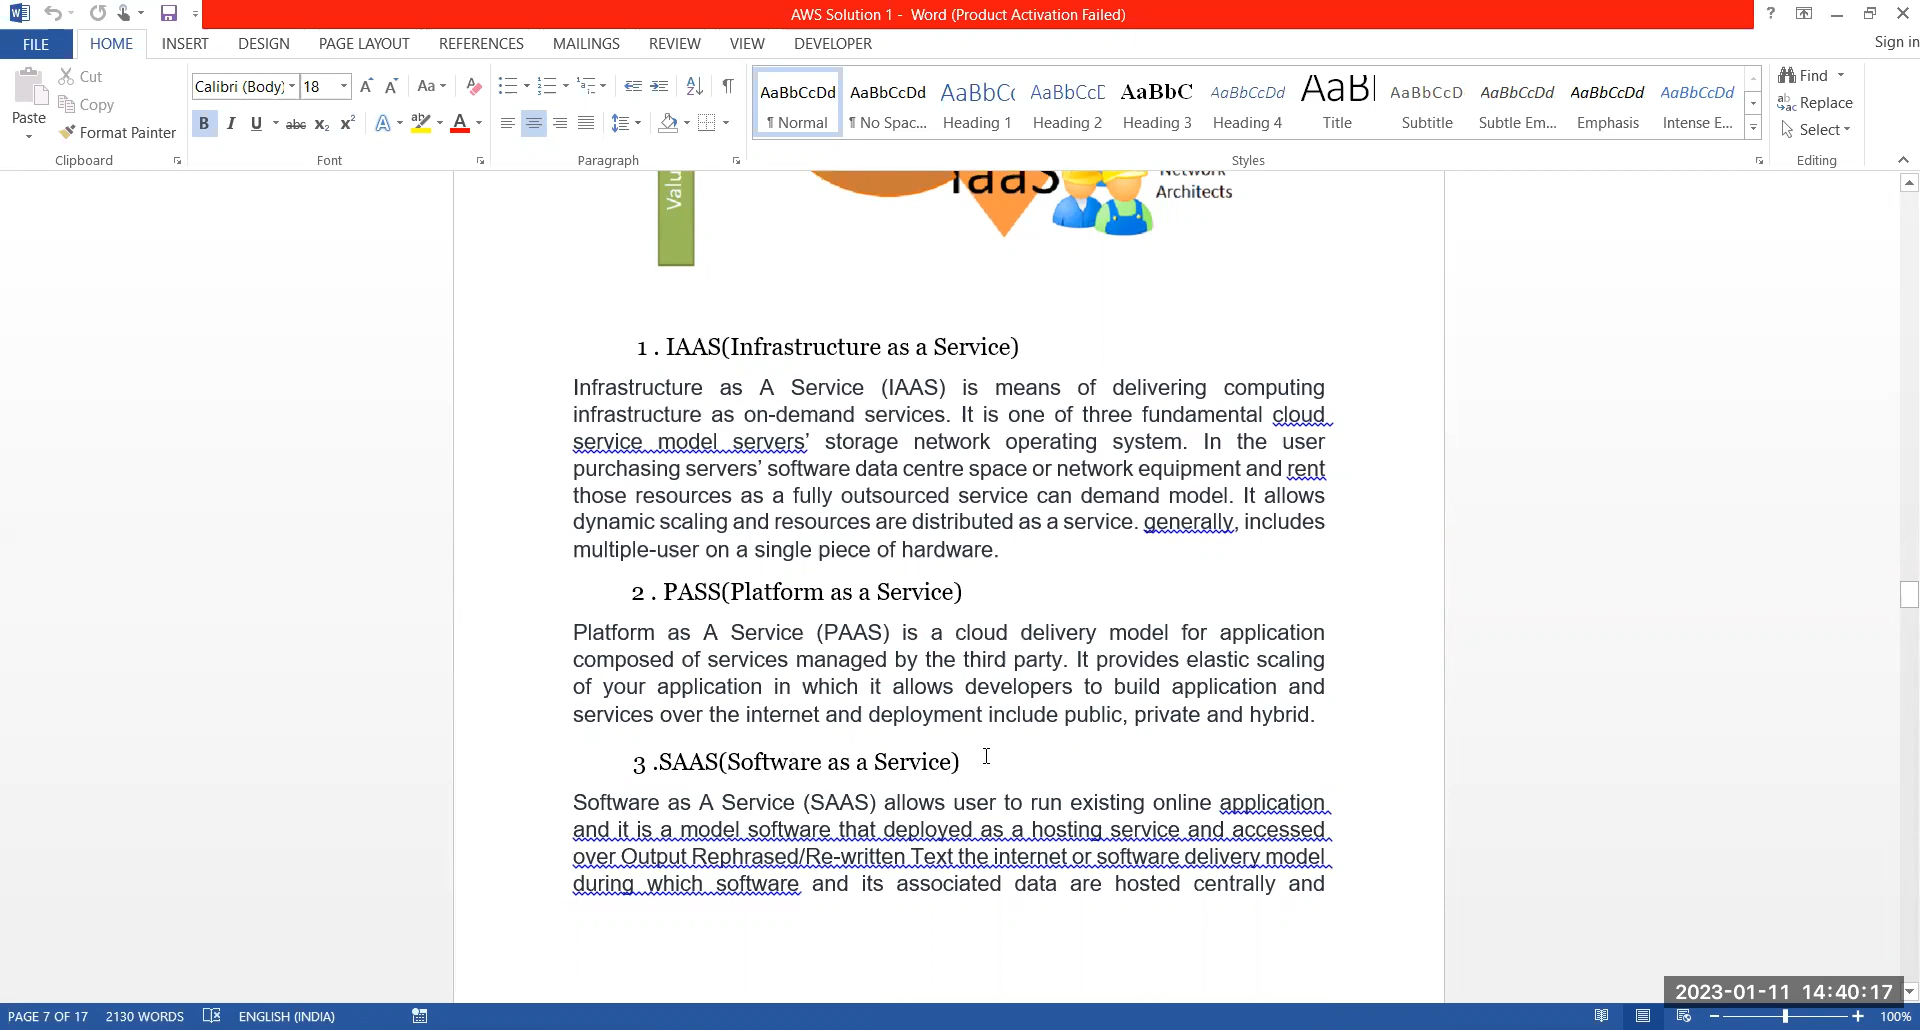 AWS Solution 1 - Word (Product Activation Failed)
?
FILE HOME INSERT DESIGN PAGE LAYOUT REFERENCES MAILINGS REVIEW VIEW DEVELOPER Sign in
Paste
Cut
Copy
Format Painter
Clipboard
Calibri (Body) 18
Aa
B I U abc X₂ X² A A
Font
Paragraph
AaBbCcDd AaBbCcDd AaBbCc AaBbCcD AaBbC AaBbCcDd AaBl AaBbCcD AaBbCcDd AaBbCcDd AaBbCcDd
¶ Normal ¶ No Spac... Heading 1 Heading 2 Heading 3 Heading 4 Title Subtitle Subtle Em... Emphasis Intense E...
Styles
Find
Replace
Select
Editing
Valu
IaaS
Network
Architects
1 . IAAS(Infrastructure as a Service)
Infrastructure as A Service (IAAS) is means of delivering computing
infrastructure as on-demand services. It is one of three fundamental cloud
service model servers’ storage network operating system. In the user
purchasing servers’ software data centre space or network equipment and rent
those resources as a fully outsourced service can demand model. It allows
dynamic scaling and resources are distributed as a service. generally, includes
multiple-user on a single piece of hardware.
2 . PASS(Platform as a Service)
Platform as A Service (PAAS) is a cloud delivery model for application
composed of services managed by the third party. It provides elastic scaling
of your application in which it allows developers to build application and
services over the internet and deployment include public, private and hybrid.
3 .SAAS(Software as a Service)
Software as A Service (SAAS) allows user to run existing online application
and it is a model software that deployed as a hosting service and accessed
over Output Rephrased/Re-written Text the internet or software delivery model
during which software and its associated data are hosted centrally and
2023-01-11 14:40:17
PAGE 7 OF 17 2130 WORDS ENGLISH (INDIA) 100%